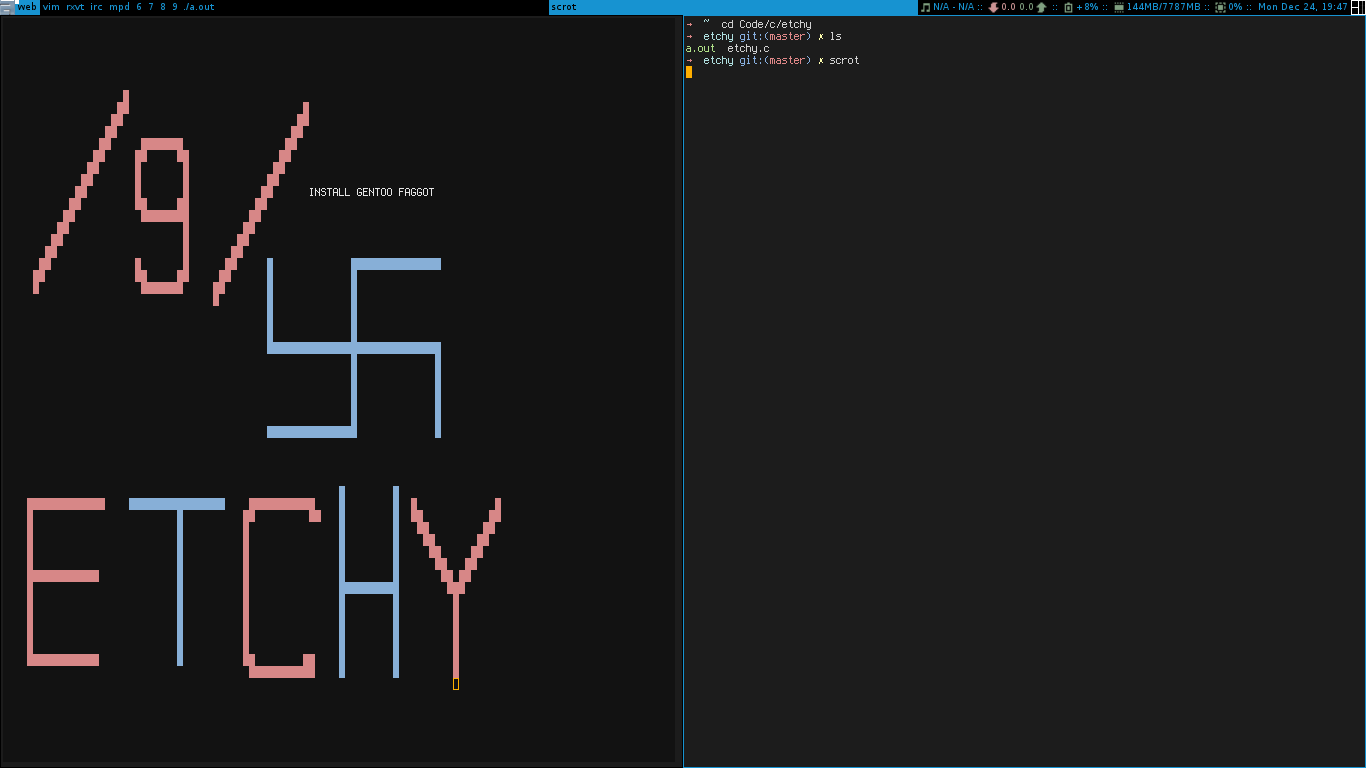 web vim rxvt irc mpd 6 7 8 9 ./a.out
scrot
N/A - N/A :: 0.0 0.0 :: +8% :: 144MB/7787MB :: 0% :: Mon Dec 24, 19:47
→ ~ cd Code/c/etchy
→ etchy git:(master) ✗ ls
a.out etchy.c
→ etchy git:(master) ✗ scrot
/9/
INSTALL GENTOO FAGGOT
ETCHY